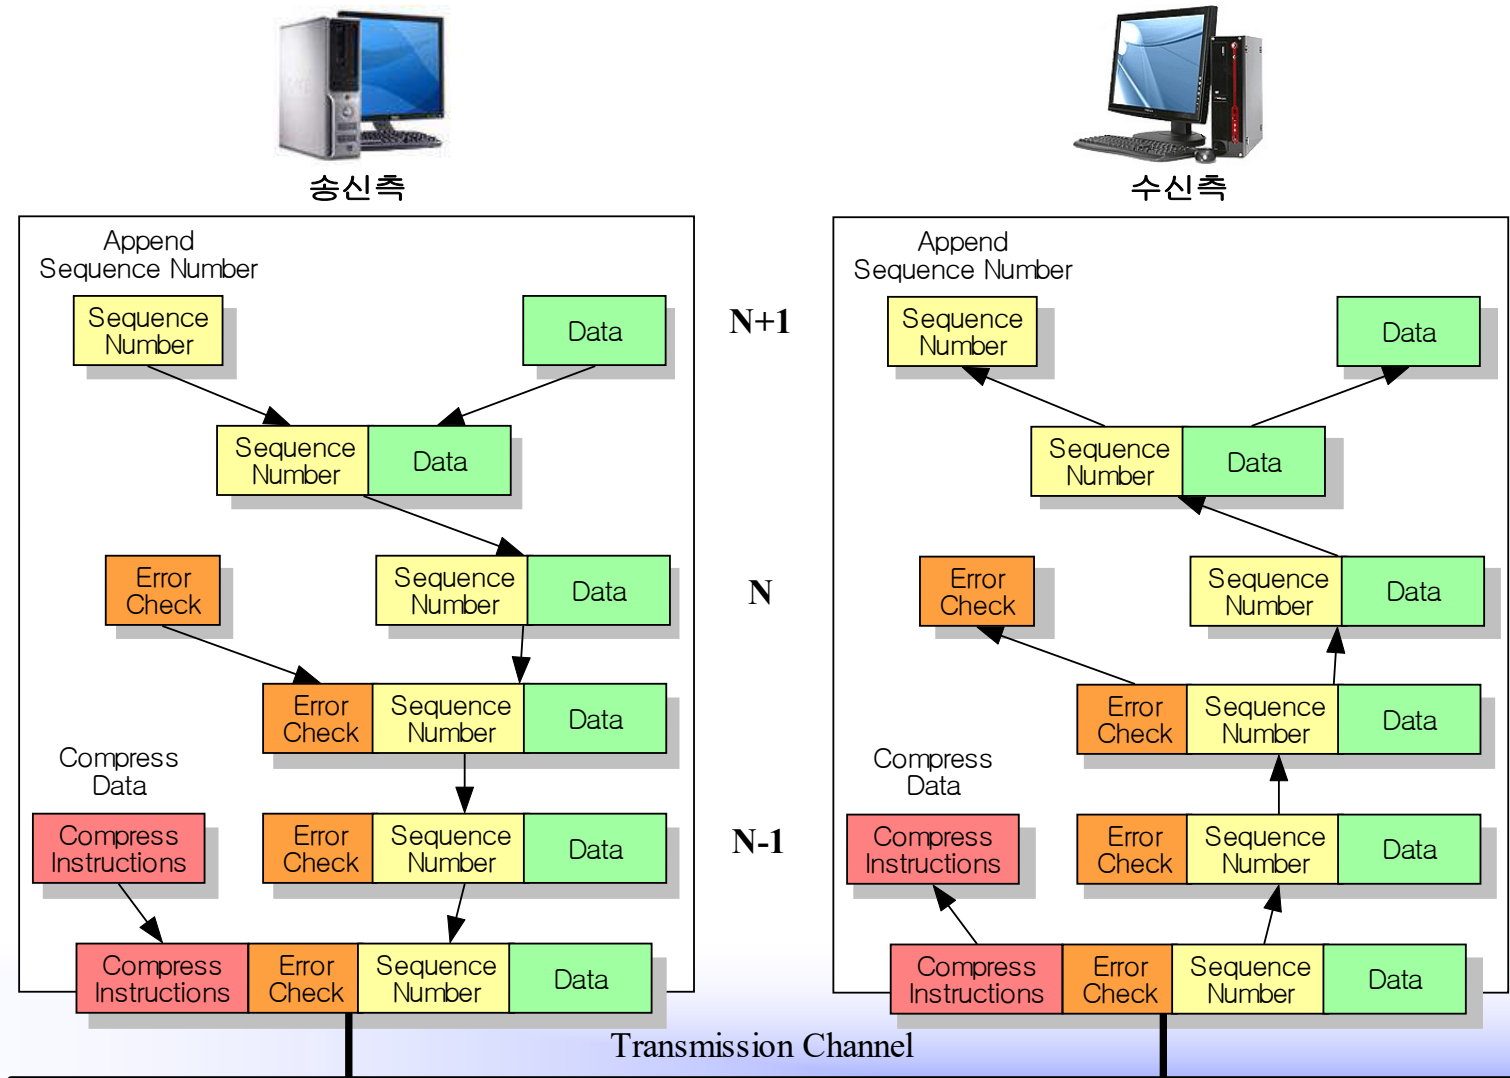 송신측
수신측
Append
Sequence Number
Sequence
Number
Data
N+1
Append
Sequence Number
Sequence
Number
Data
Sequence
Number
Data
Sequence
Number
Data
Error
Check
Sequence
Number
Data
N
Error
Check
Sequence
Number
Data
Error
Check
Sequence
Number
Data
Error
Check
Sequence
Number
Data
Compress
Data
Compress
Data
Compress
Instructions
Error
Check
Sequence
Number
Data
N-1
Compress
Instructions
Error
Check
Sequence
Number
Data
Compress
Instructions
Error
Check
Sequence
Number
Data
Compress
Instructions
Error
Check
Sequence
Number
Data
Transmission Channel